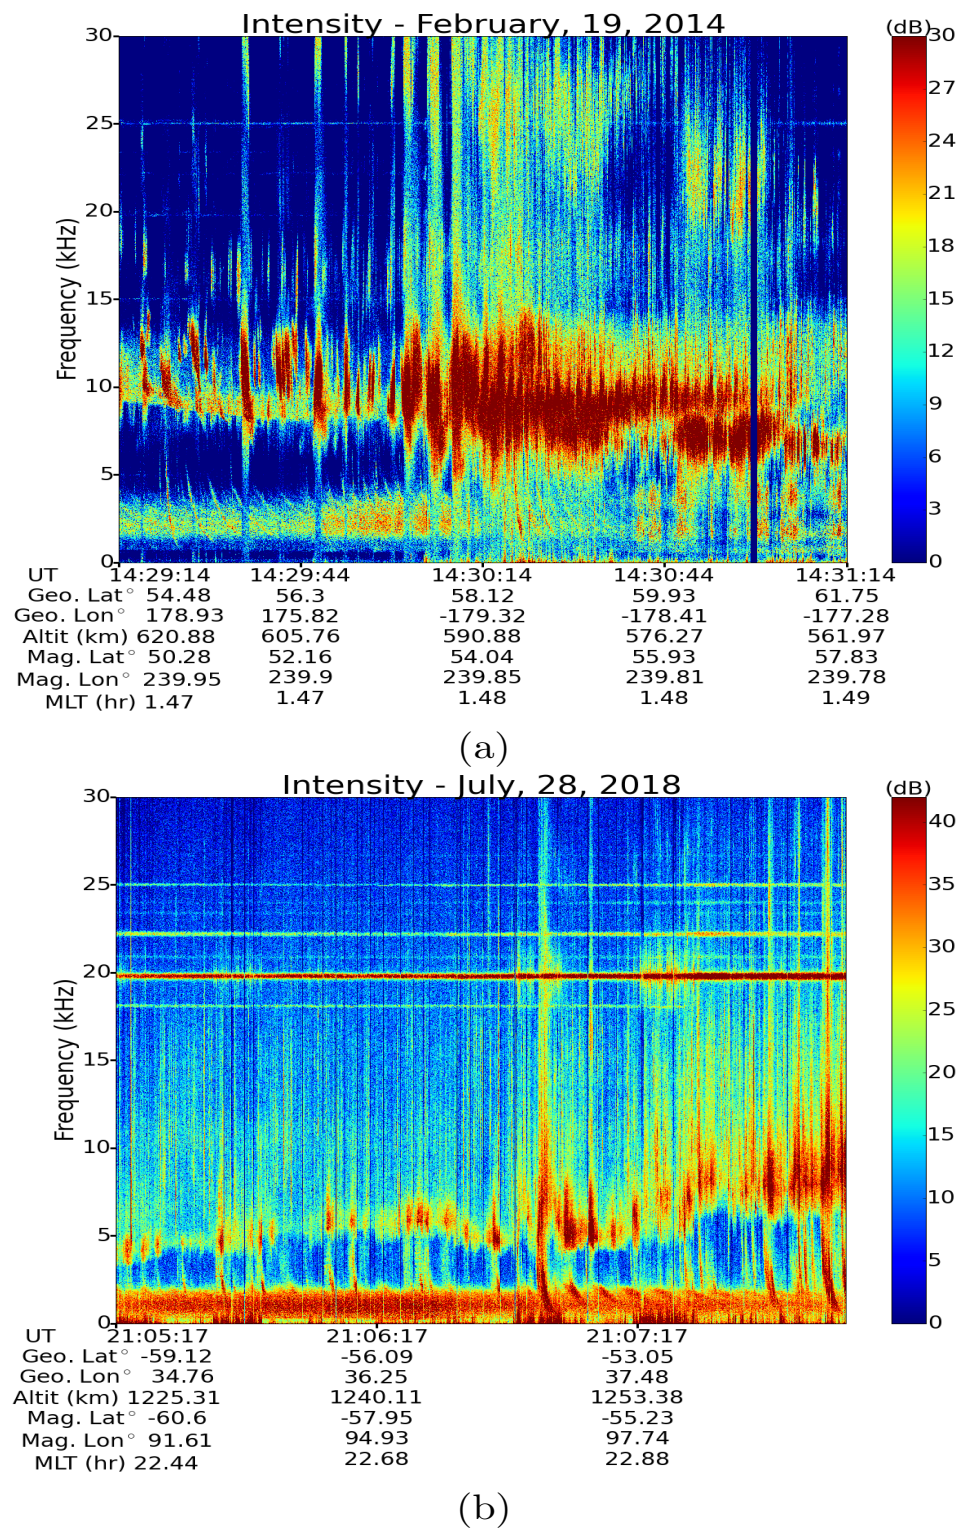 Intensity - February, 19, 2014
(dB)
30
25
20
15
10
5
0
Frequency (kHz)
30
27
24
21
18
15
12
9
6
3
0
UT 14:29:14 14:29:44 14:30:14 14:30:44 14:31:14
Geo. Lat° 54.48 56.3 58.12 59.93 61.75
Geo. Lon° 178.93 175.82 -179.32 -178.41 -177.28
Altit (km) 620.88 605.76 590.88 576.27 561.97
Mag. Lat° 50.28 52.16 54.04 55.93 57.83
Mag. Lon° 239.95 239.9 239.85 239.81 239.78
MLT (hr) 1.47 1.47 1.48 1.48 1.49
(a)
Intensity - July, 28, 2018
(dB)
30
25
20
15
10
5
0
Frequency (kHz)
40
35
30
25
20
15
10
5
0
UT 21:05:17 21:06:17 21:07:17
Geo. Lat° -59.12 -56.09 -53.05
Geo. Lon° 34.76 36.25 37.48
Altit (km) 1225.31 1240.11 1253.38
Mag. Lat° -60.6 -57.95 -55.23
Mag. Lon° 91.61 94.93 97.74
MLT (hr) 22.44 22.68 22.88
(b)